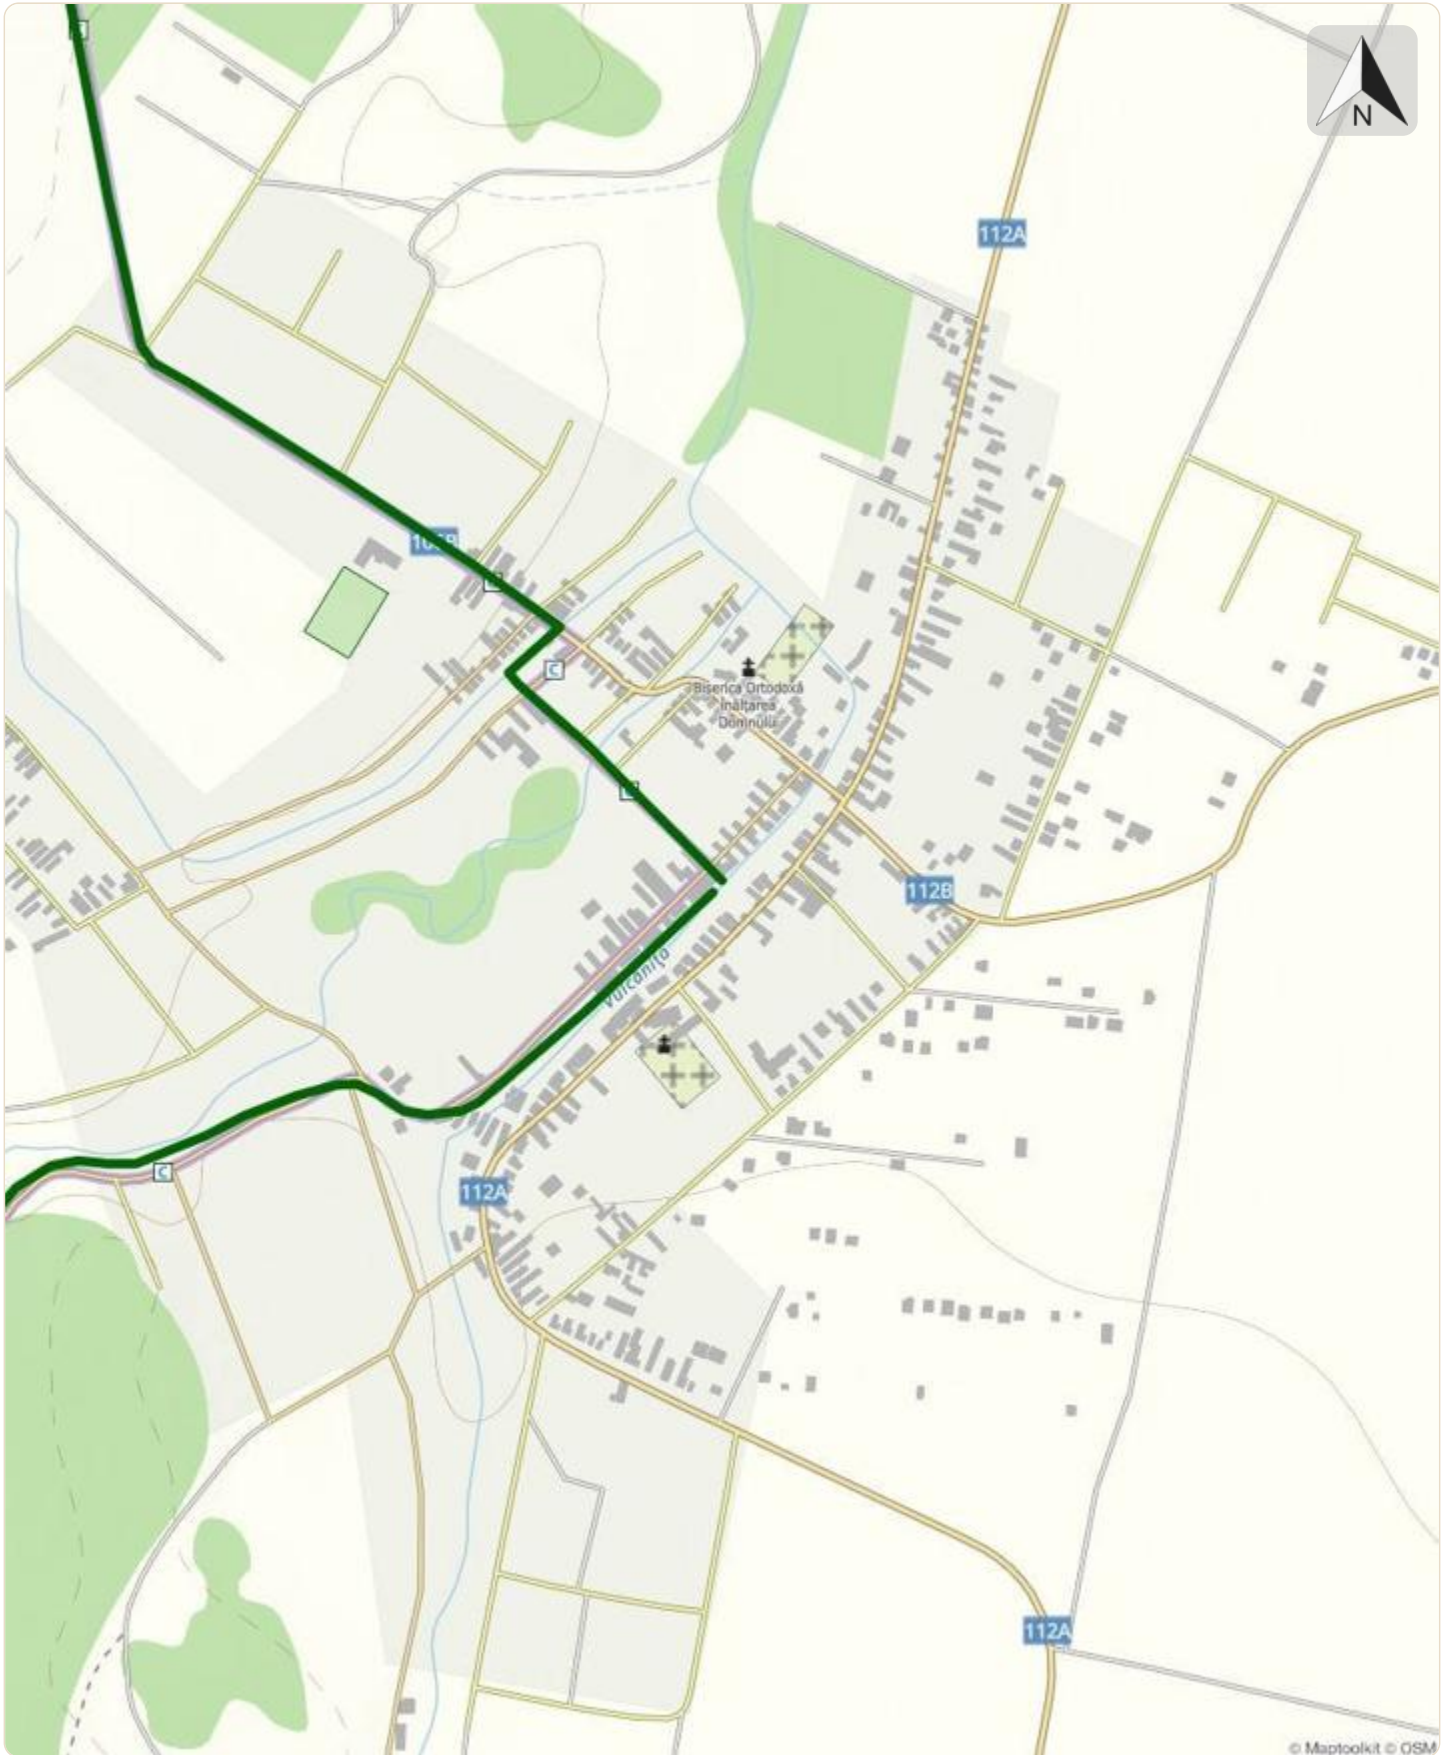 N
112A
C
Biserica Ortodoxă
Înălțarea
Domnului
112B
Vulcănița
112A
C
112A
© Maptoolkit © OSM